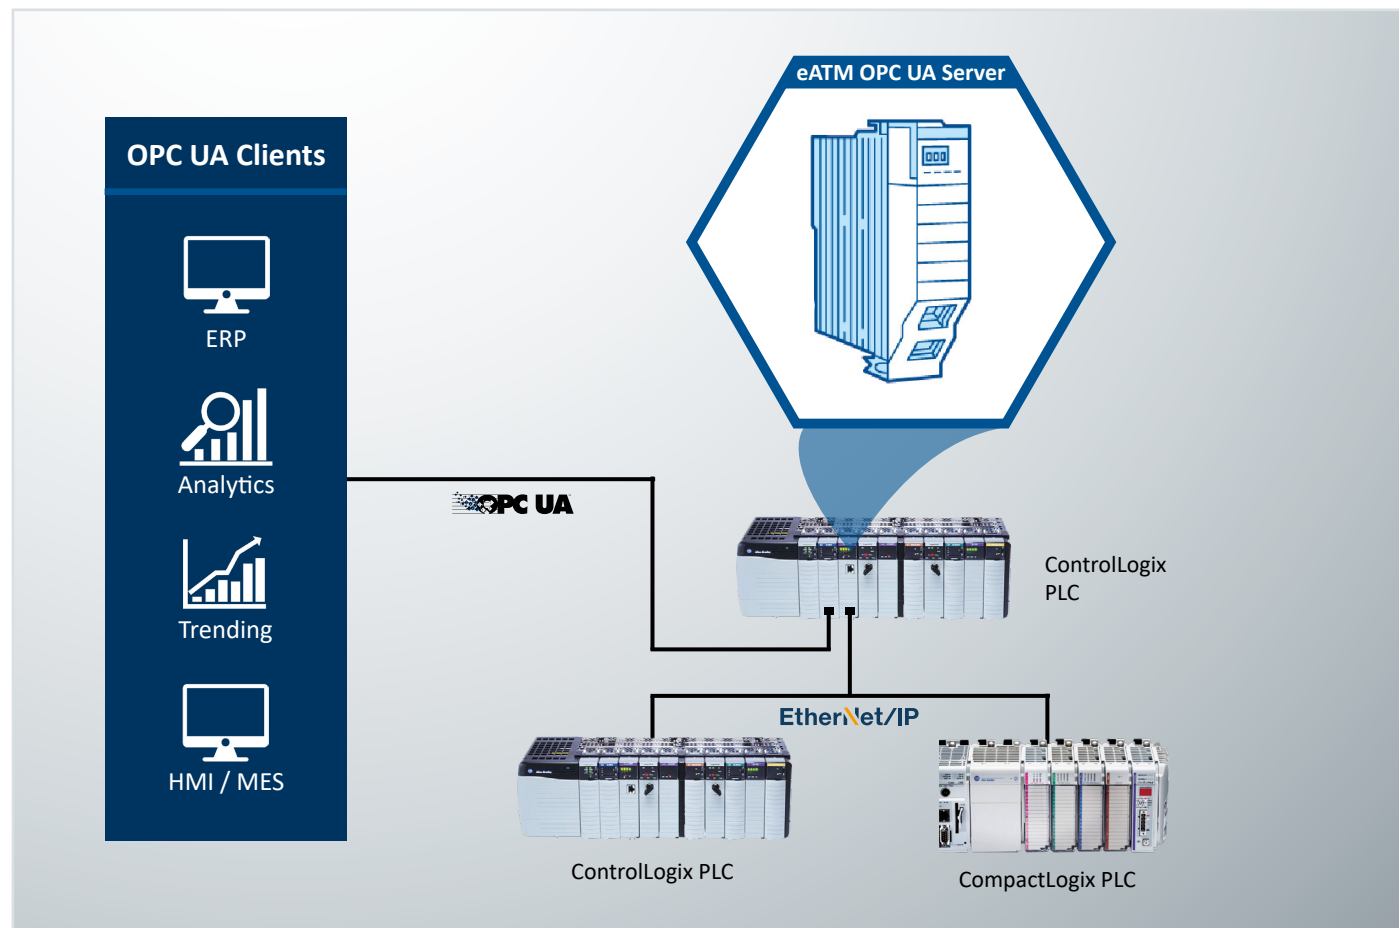 eATM OPC UA Server
OPC UA Clients
ERP
Analytics
Trending
HMI / MES
OPC UA
ControlLogix
PLC
EtherNet/IP
ControlLogix PLC
CompactLogix PLC